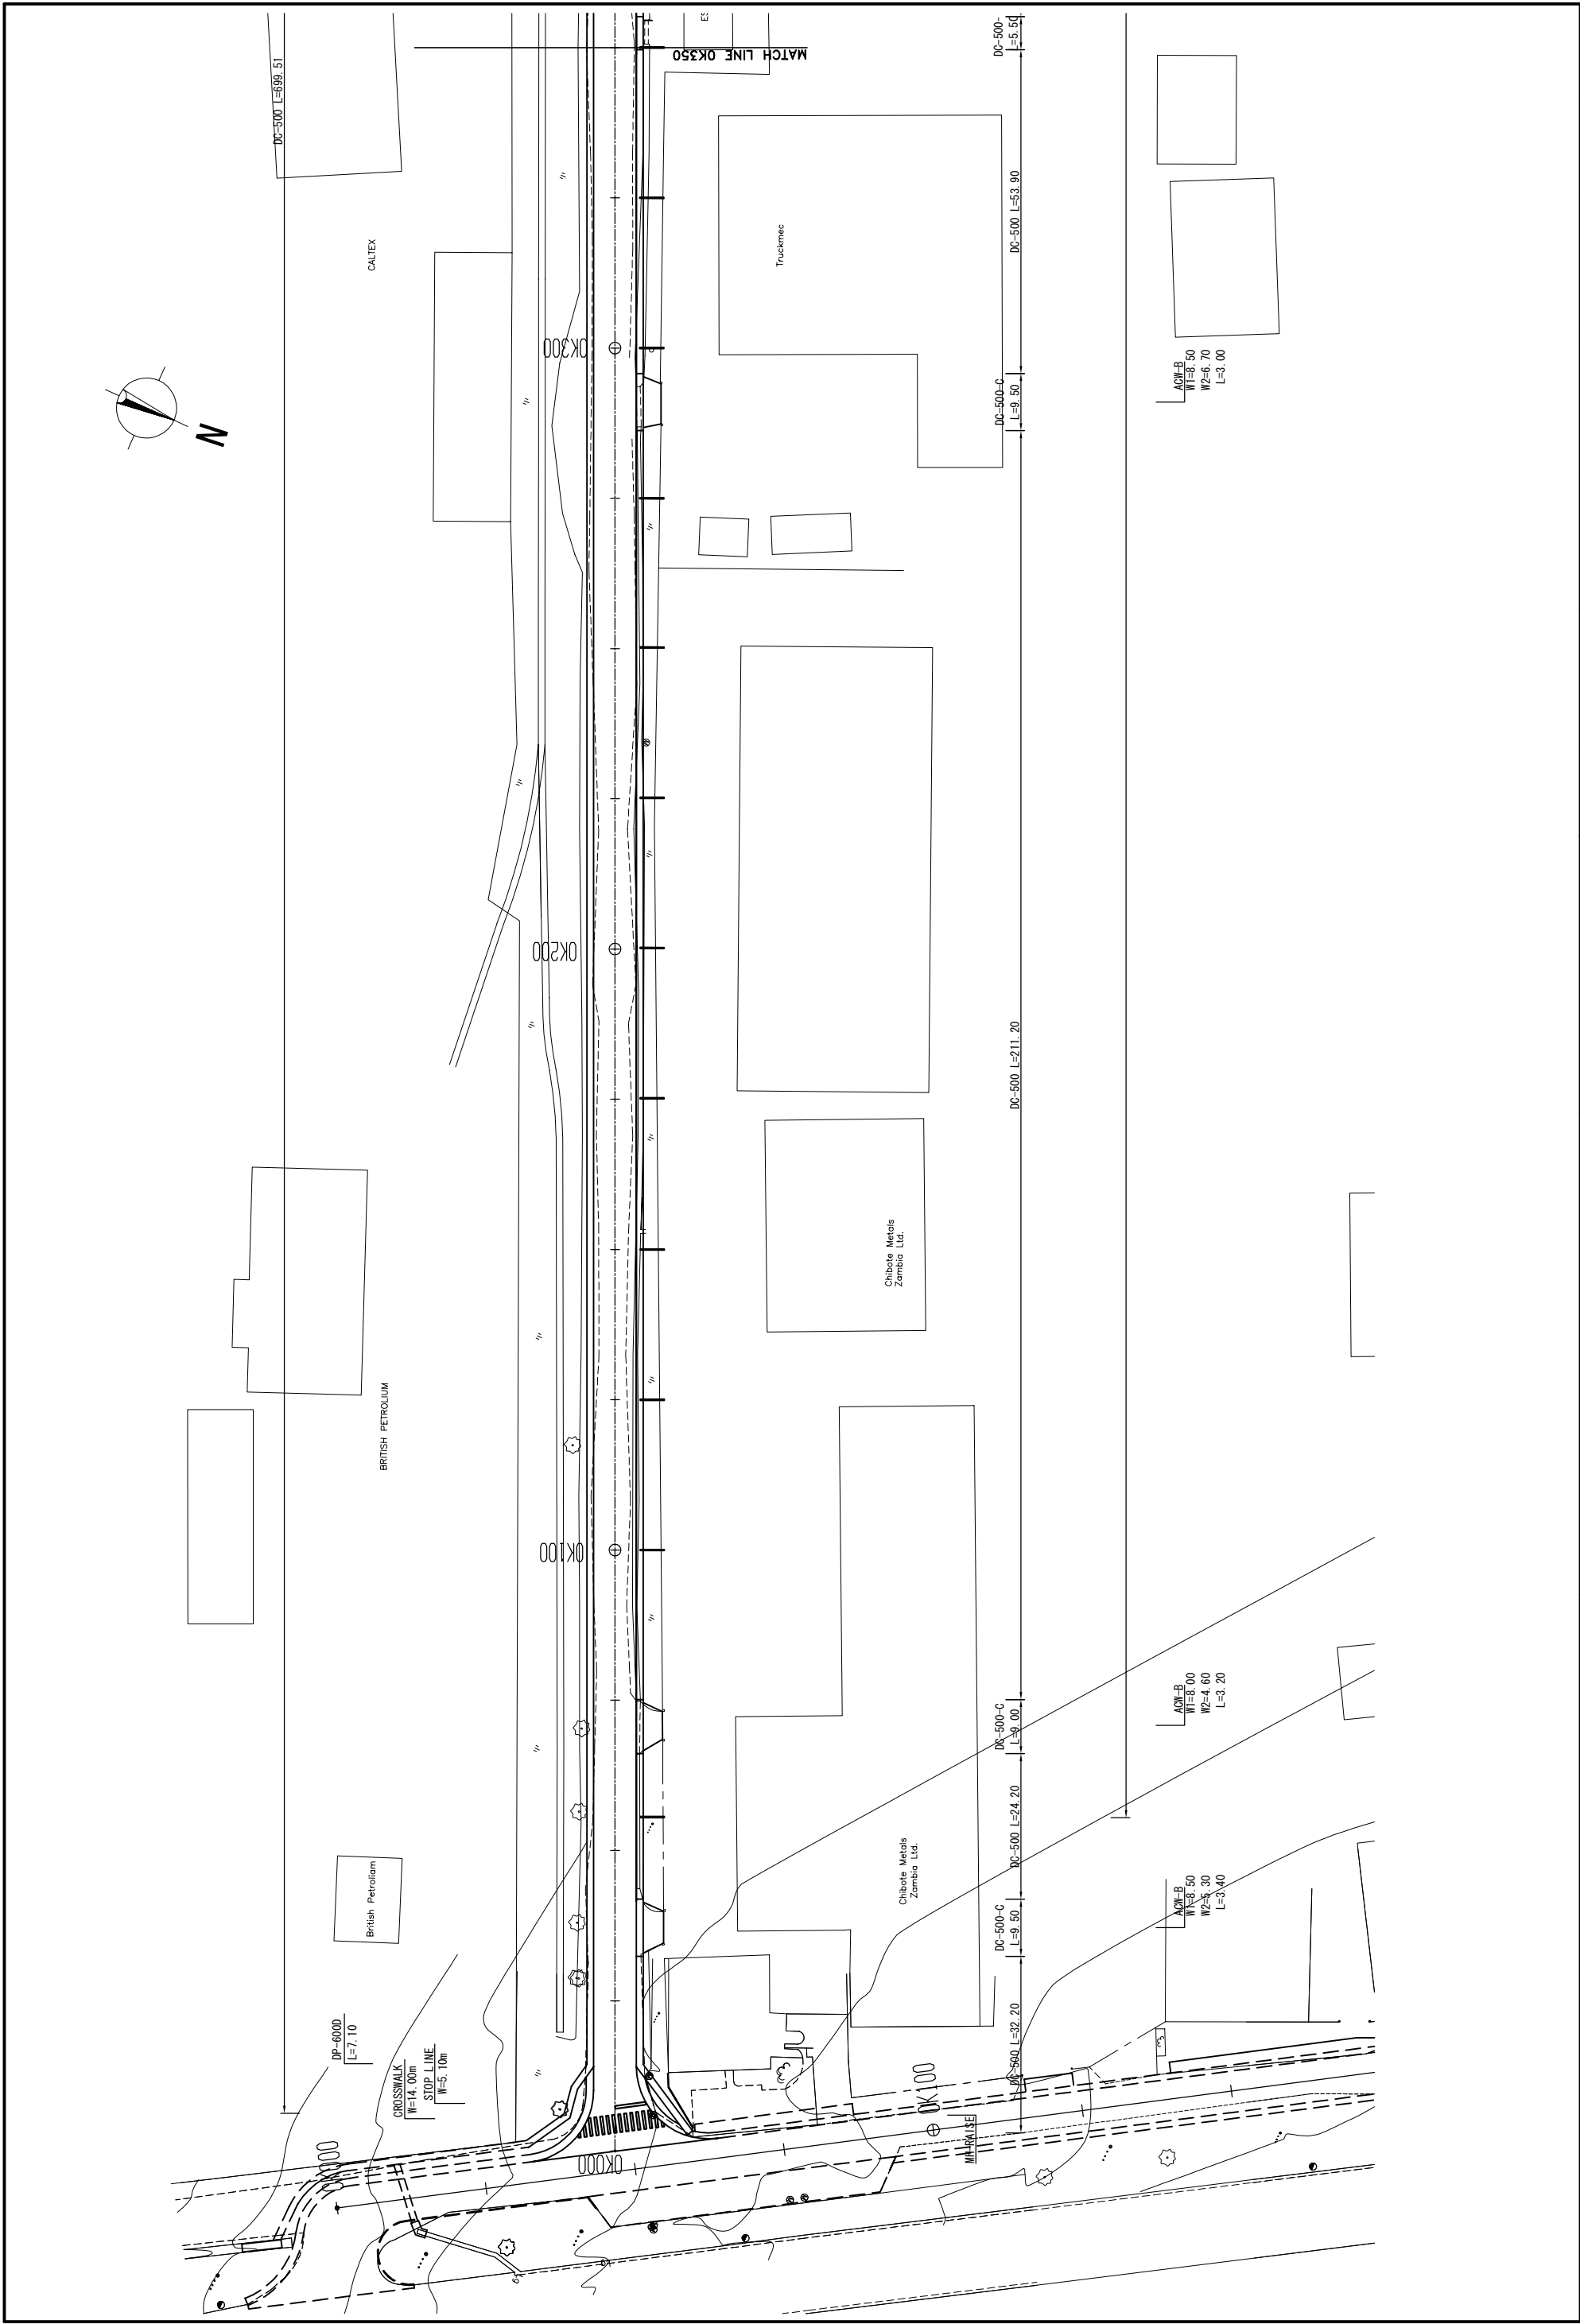 DC-500 L=699.51
MATCH LINE 0K350
ES
DC-500-
L=5.50
CALTEX
Truckmec
DC-500 L=53.90
0K300
N
DC-500-C
L=9.50
ACW-B
W1=8.50
W2=6.70
L=3.00
0K200
DC-500 L=211.20
Chibote Metals
Zambia Ltd.
BRITISH PETROLIUM
0K100
DC-500-C
L=9.00
ACW-B
W1=8.00
W2=4.60
L=3.20
DC-500 L=24.20
British Petroliam
Chibote Metals
Zambia Ltd.
DC-500-C
L=9.50
ACW-B
W1=8.50
W2=5.30
L=3.40
DP-600D
L=7.10
CROSSWALK
W=14.00m
STOP LINE
W=5.10m
DC-500 L=32.20
0K100
MH-RAISE
0K000
0K000